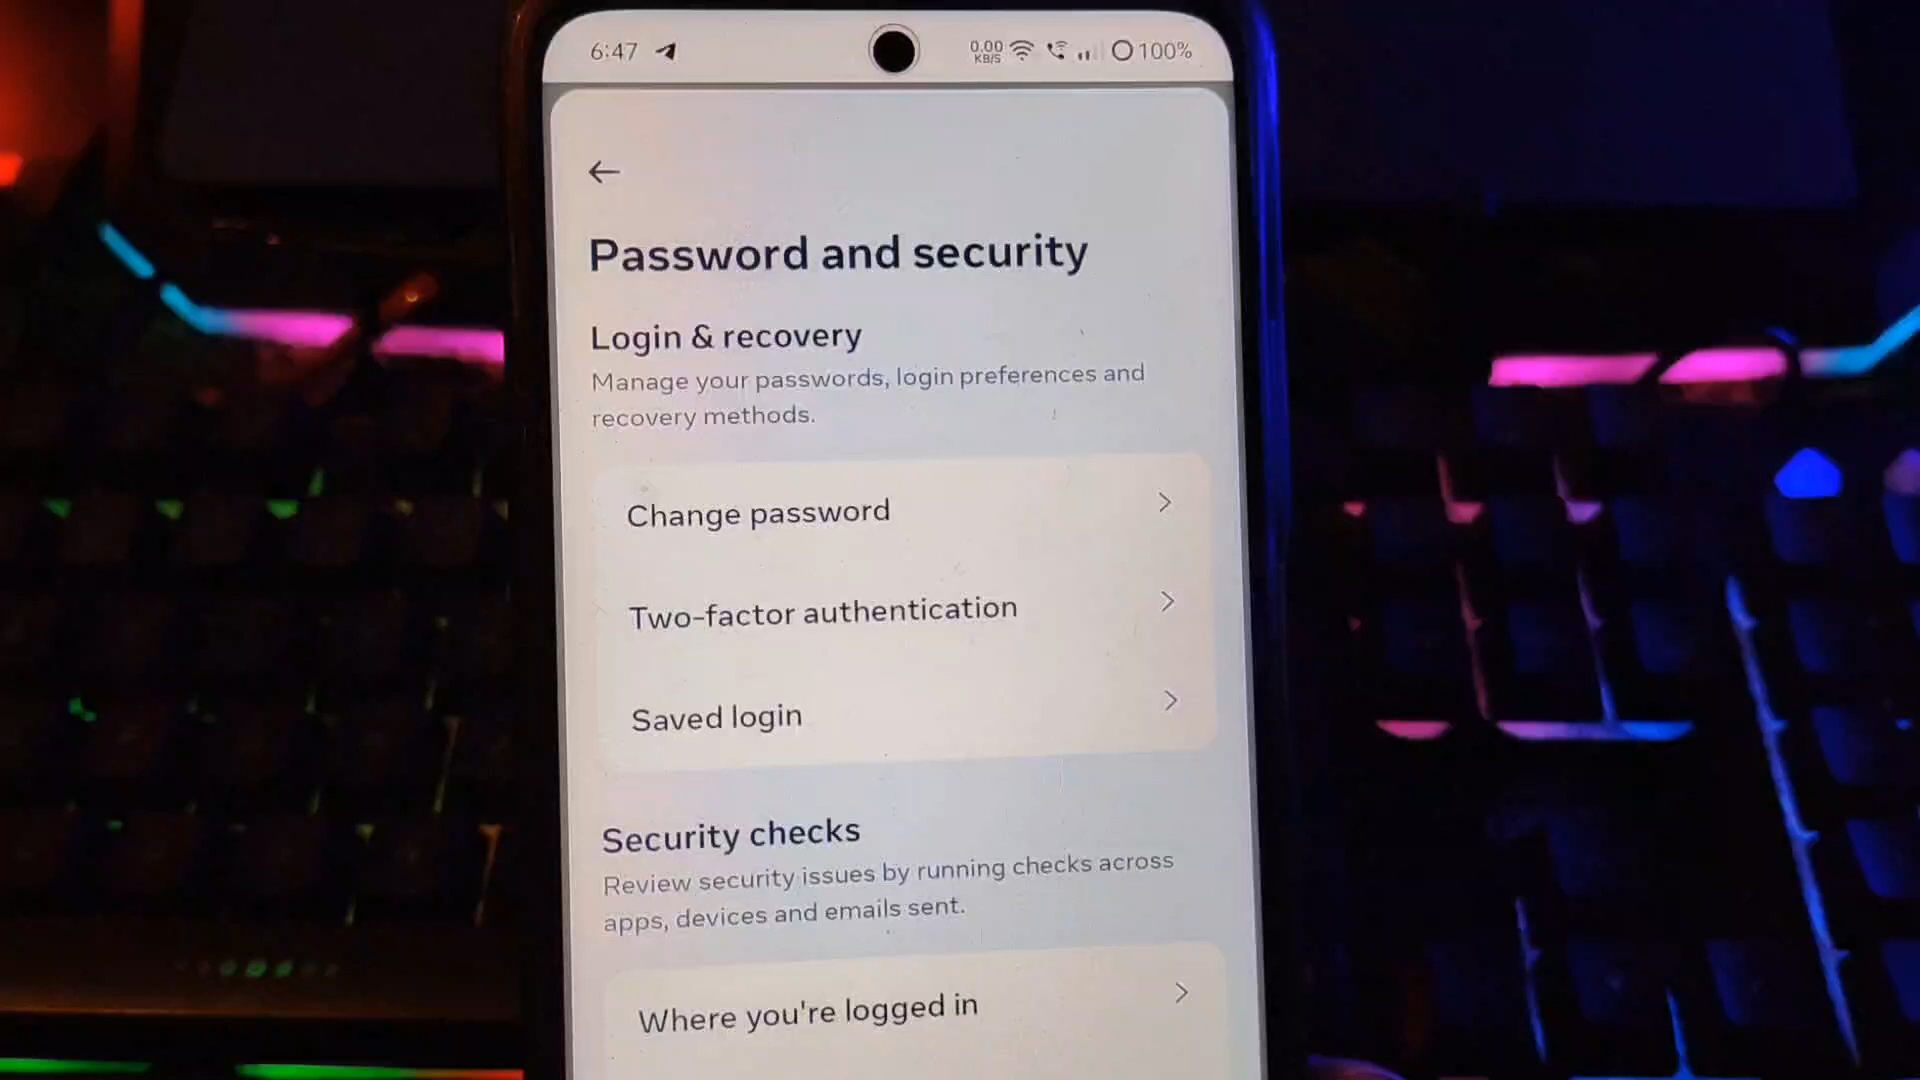 6:47
0.00
KB/S
100%
Password and security
Login & recovery
Manage your passwords, login preferences and
recovery methods.
Change password
Two-factor authentication
Saved login
Security checks
Review security issues by running checks across
apps, devices and emails sent.
Where you're logged in